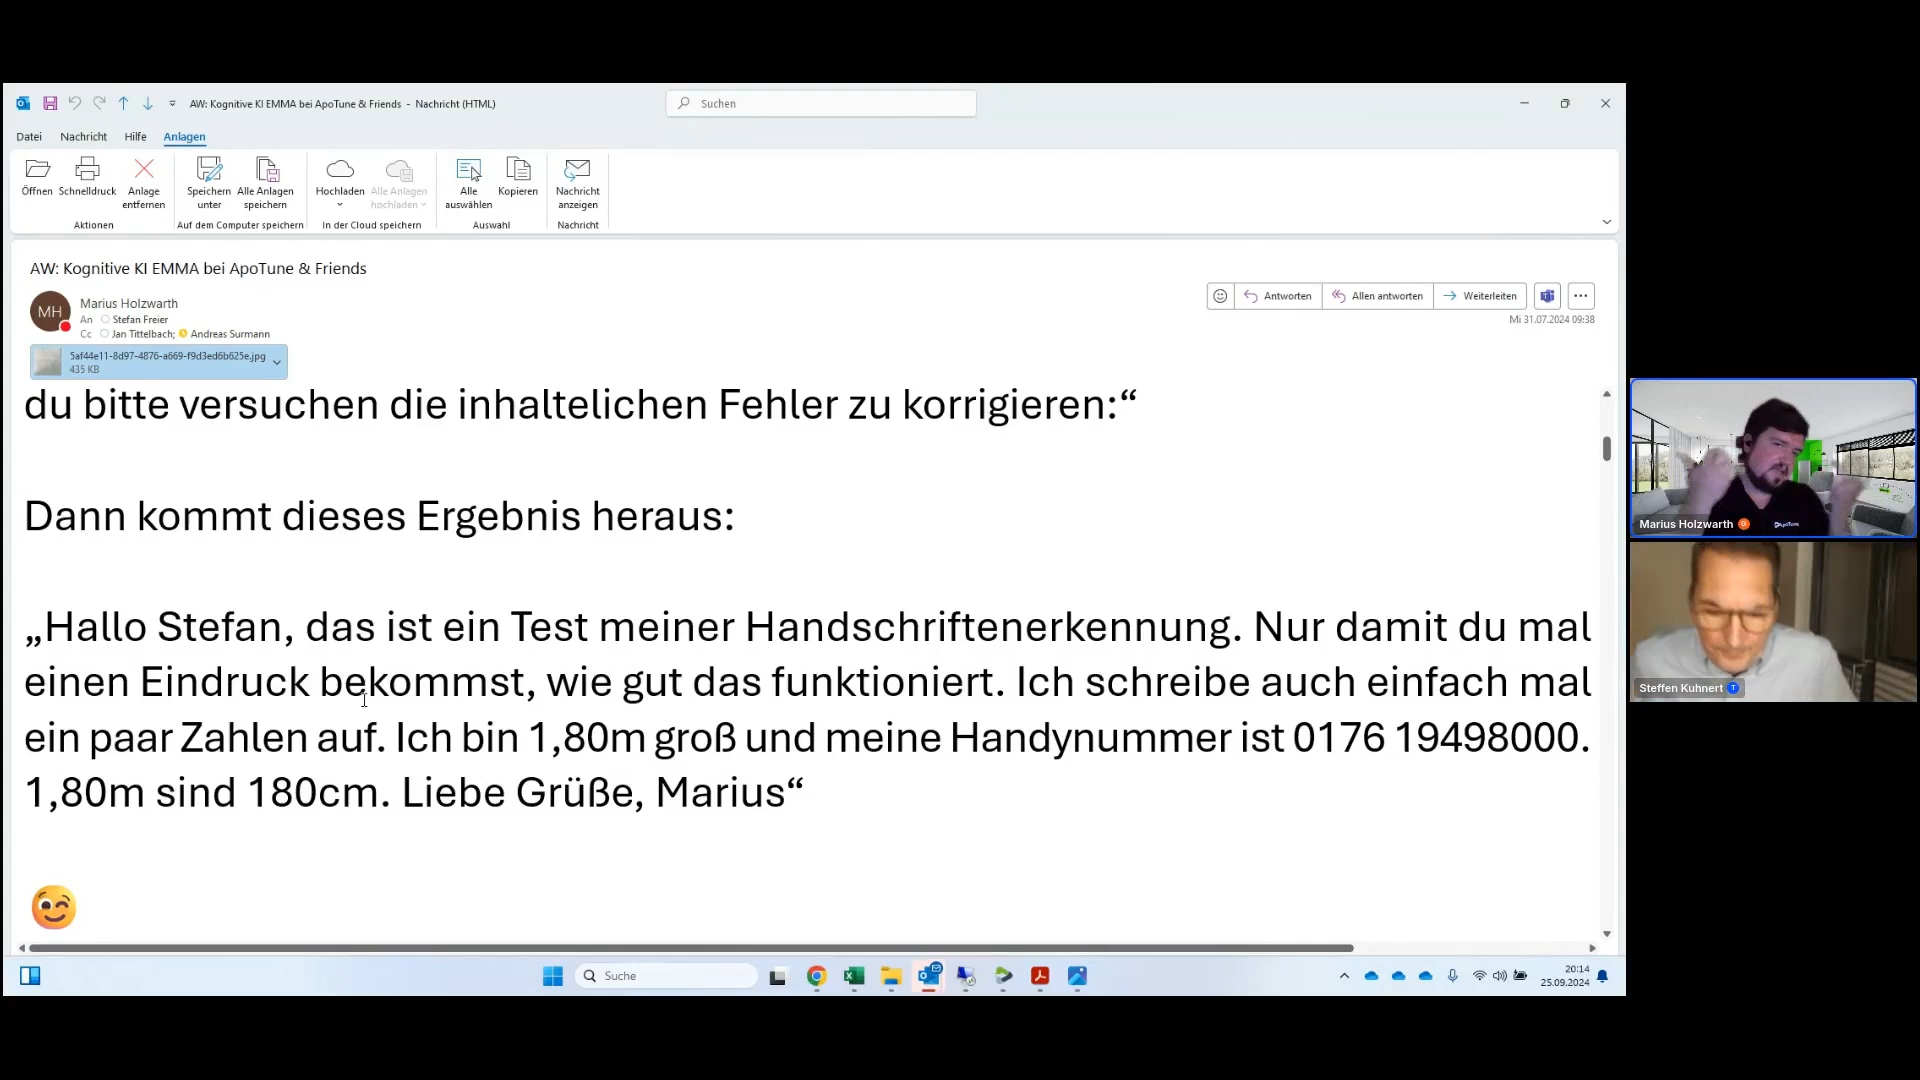 AW: Kognitive KI EMMA bei ApoTune & Friends - Nachricht (HTML)
Suchen
Datei Nachricht Hilfe Anlagen
Öffnen Schnelldruck Anlage entfernen Speichern unter Alle Anlagen speichern Hochladen Alle Anlagen hochladen Alle auswählen Kopieren Nachricht anzeigen
Aktionen Auf dem Computer speichern In der Cloud speichern Auswahl Nachricht
AW: Kognitive KI EMMA bei ApoTune & Friends
MH
Marius Holzwarth
An Stefan Freier
Cc Jan Tittelbach; Andreas Surmann
Antworten Allen antworten Weiterleiten
Mi 31.07.2024 09:38
5af44e11-8d97-4876-a669-f9d3ed6b625e.jpg
435 KB
du bitte versuchen die inhaltelichen Fehler zu korrigieren:“
Dann kommt dieses Ergebnis heraus:
„Hallo Stefan, das ist ein Test meiner Handschriftenerkennung. Nur damit du mal
einen Eindruck bekommst, wie gut das funktioniert. Ich schreibe auch einfach mal
ein paar Zahlen auf. Ich bin 1,80m groß und meine Handynummer ist 0176 19498000.
1,80m sind 180cm. Liebe Grüße, Marius“
Suche
20:14
25.09.2024
ApoTune
Marius Holzwarth
Steffen Kuhnert